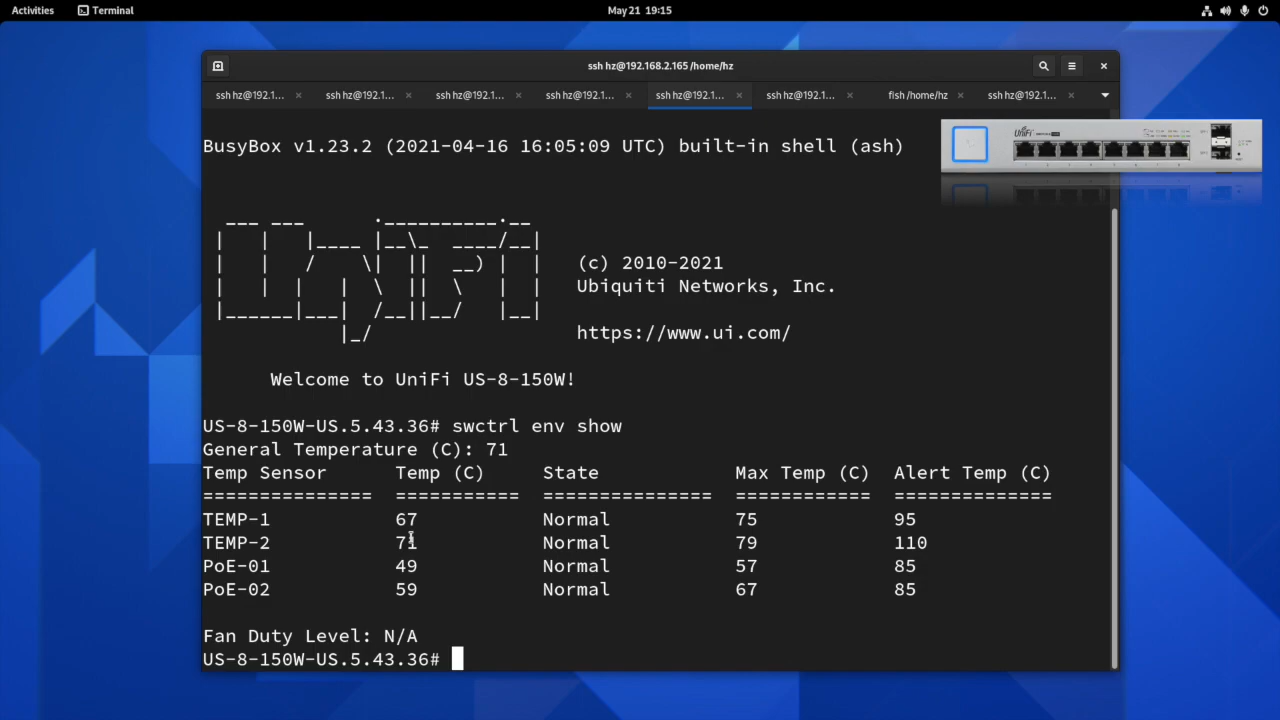 Activities
Terminal
May 21 19:15
ssh hz@192.168.2.165 /home/hz
ssh hz@192.1...
ssh hz@192.1...
ssh hz@192.1...
ssh hz@192.1...
ssh hz@192.1...
ssh hz@192.1...
fish /home/hz
ssh hz@192.1...
BusyBox v1.23.2 (2021-04-16 16:05:09 UTC) built-in shell (ash)
UniFi
UniFi
(c) 2010-2021
Ubiquiti Networks, Inc.
https://www.ui.com/
Welcome to UniFi US-8-150W!
US-8-150W-US.5.43.36# swctrl env show
General Temperature (C): 71
Temp Sensor Temp (C) State Max Temp (C) Alert Temp (C)
=============== =========== =============== ============ ==============
TEMP-1 67 Normal 75 95
TEMP-2 71 Normal 79 110
PoE-01 49 Normal 57 85
PoE-02 59 Normal 67 85
Fan Duty Level: N/A
US-8-150W-US.5.43.36#